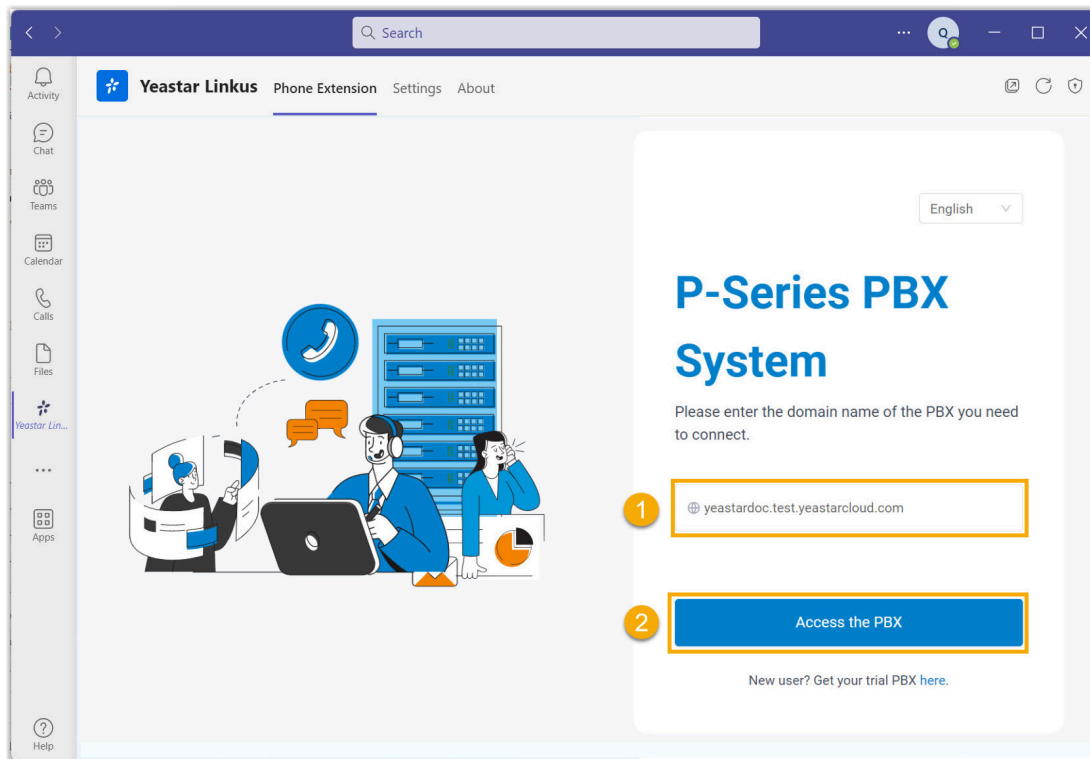 Search
Q
Activity
Chat
Teams
Calendar
Calls
Files
Yeastar Lin...
Apps
Help
Yeastar Linkus Phone Extension Settings About
English
P-Series PBX
System
Please enter the domain name of the PBX you need
to connect.
1 yeastardoc.test.yeastarcloud.com
2 Access the PBX
New user? Get your trial PBX here.